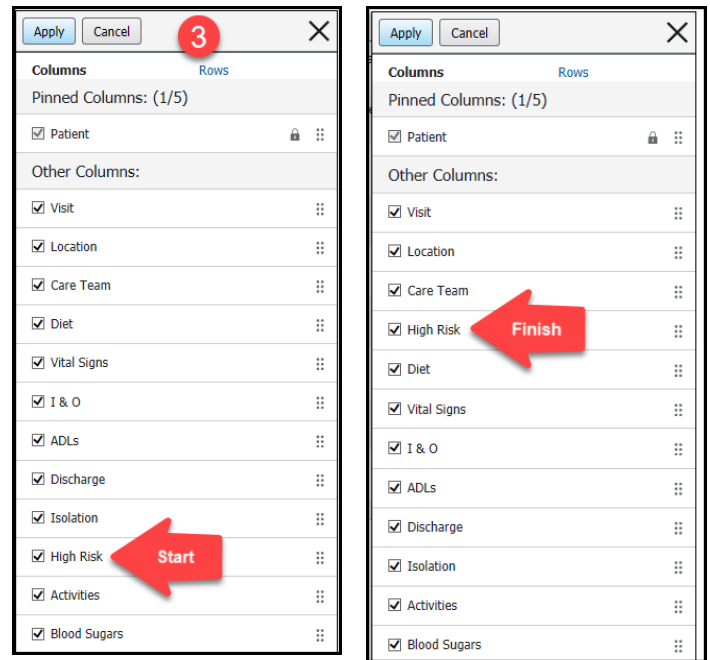 Apply Cancel 3
Columns Rows
Pinned Columns: (1/5)
Patient
Other Columns:
Visit
Location
Care Team
Diet
Vital Signs
I & O
ADLs
Discharge
Isolation
High Risk Start
Activities
Blood Sugars
Apply Cancel
Columns Rows
Pinned Columns: (1/5)
Patient
Other Columns:
Visit
Location
Care Team
High Risk Finish
Diet
Vital Signs
I & O
ADLs
Discharge
Isolation
Activities
Blood Sugars